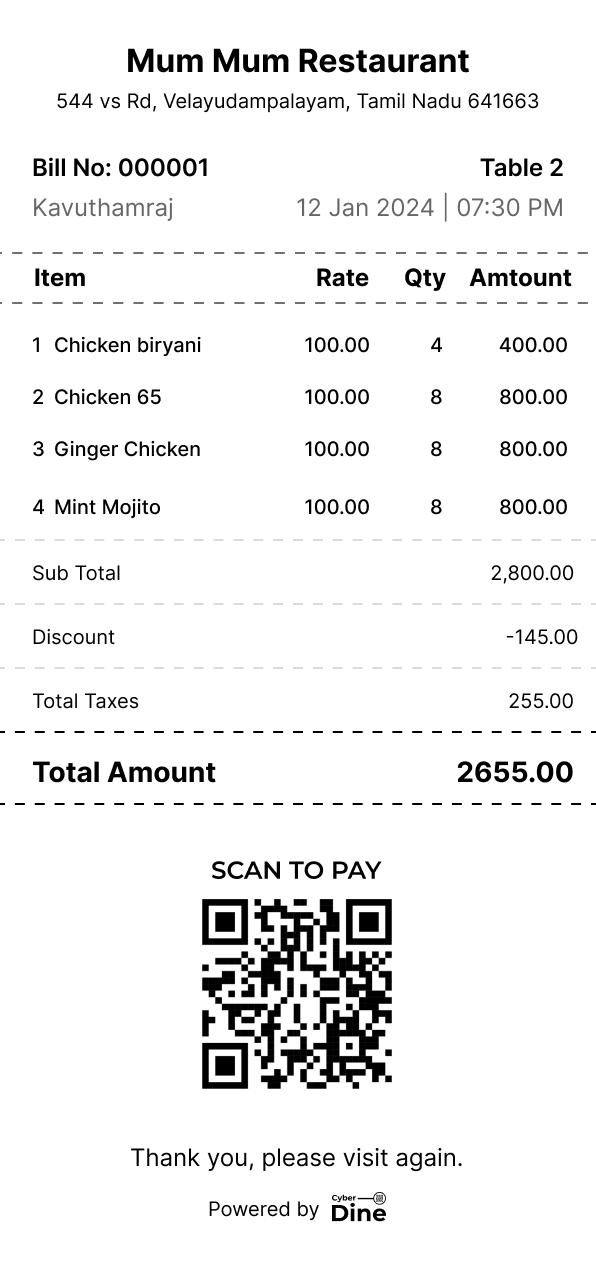 Mum Mum Restaurant
544 vs Rd, Velayudampalayam, Tamil Nadu 641663
Bill No: 000001 Table 2
Kavuthamraj 12 Jan 2024 | 07:30 PM
Item Rate Qty Amtount
1 Chicken biryani 100.00 4 400.00
2 Chicken 65 100.00 8 800.00
3 Ginger Chicken 100.00 8 800.00
4 Mint Mojito 100.00 8 800.00
Sub Total 2,800.00
Discount -145.00
Total Taxes 255.00
Total Amount 2655.00
SCAN TO PAY
Thank you, please visit again.
Powered by Cyber Dine